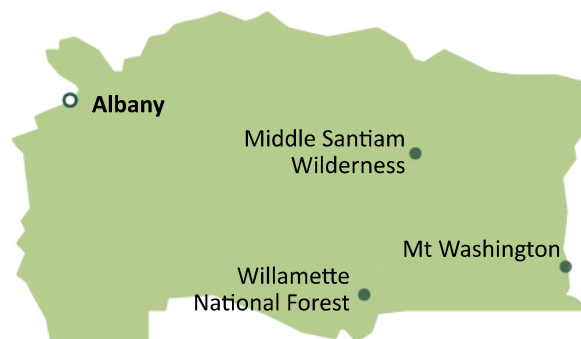 Albany
Middle Santiam
Wilderness
Mt Washington
Willamette
National Forest